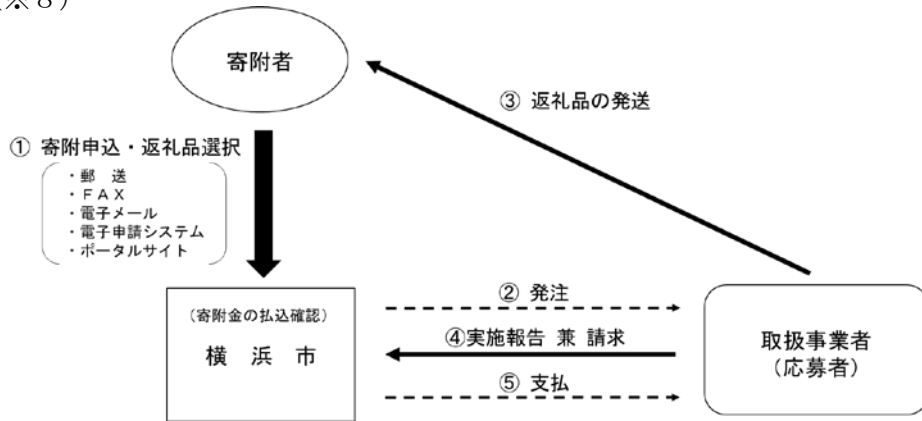 (※8)
寄附者
③ 返礼品の発送
① 寄附申込・返礼品選択
・郵 送
・FAX
・電子メール
・電子申請システム
・ポータルサイト
② 発注
(寄附金の払込確認)
横 浜 市
④実施報告 兼 請求
取扱事業者
(応募者)
⑤ 支払